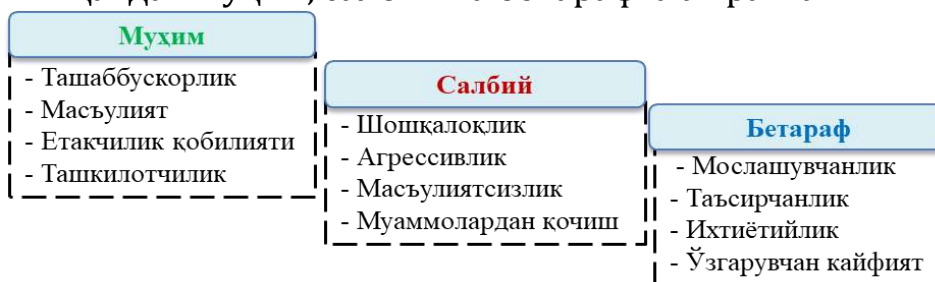 Муҳим
- Ташаббускорлик
- Масъулият
- Етакчилик қобилияти
- Ташкилотчилик
Салбий
- Шошқалоқлик
- Агрессивлик
- Масъулиятсизлик
- Муаммолардан қочиш
Бетараф
- Мослашувчанлик
- Таъсирчанлик
- Ихтиётийлик
- Ўзгарувчан кайфият